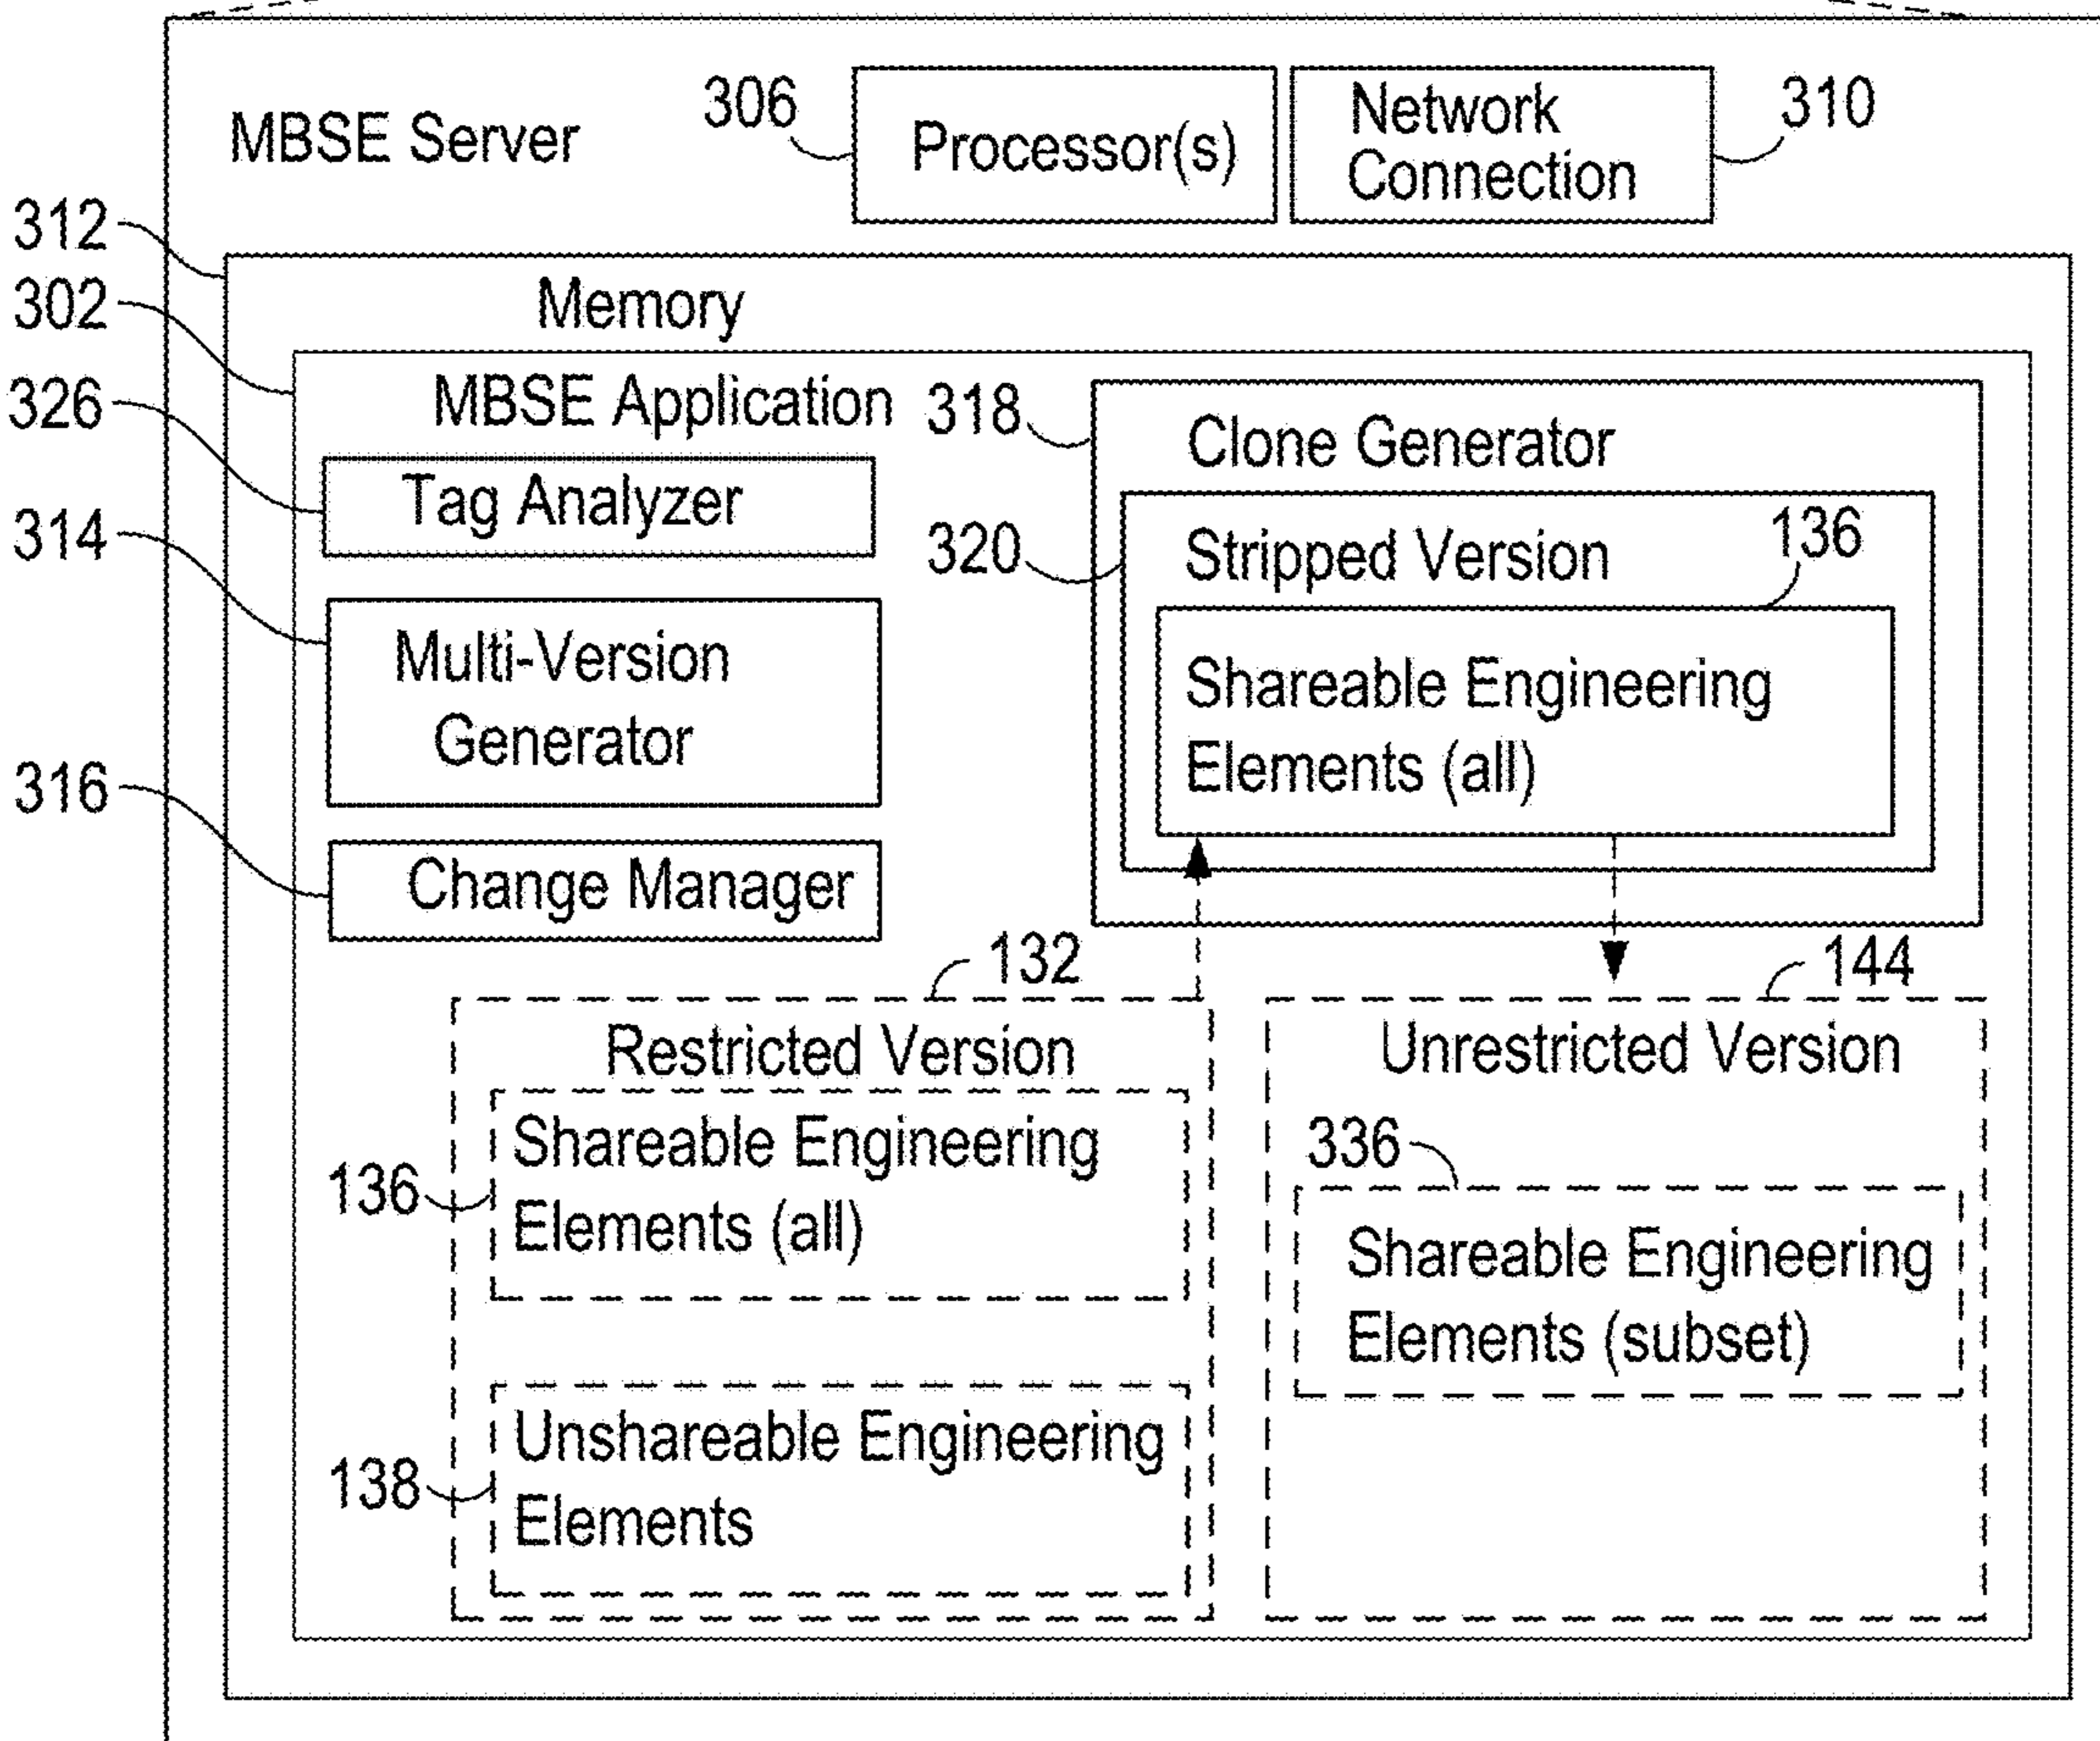 MBSE Server
306
Processor(s)
Network
Connection
310
312
302
326
314
316
Memory
MBSE Application
Tag Analyzer
Multi-Version
Generator
Change Manager
318
Clone Generator
320
Stripped Version
136
Shareable Engineering
Elements (all)
132
Restricted Version
136
Shareable Engineering
Elements (all)
138
Unshareable Engineering
Elements
144
Unrestricted Version
336
Shareable Engineering
Elements (subset)